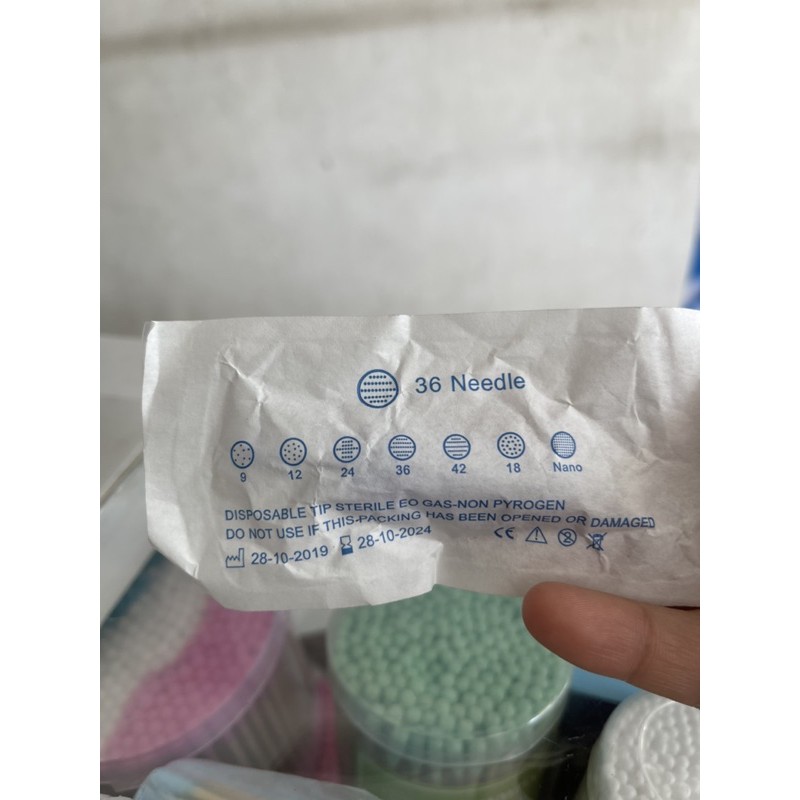 36 Needle
9 12 24 36 42 18 Nano
DISPOSABLE TIP STERILE EO GAS-NON PYROGEN
DO NOT USE IF THIS-PACKING HAS BEEN OPENED OR DAMAGED
28-10-2019 28-10-2024 CE